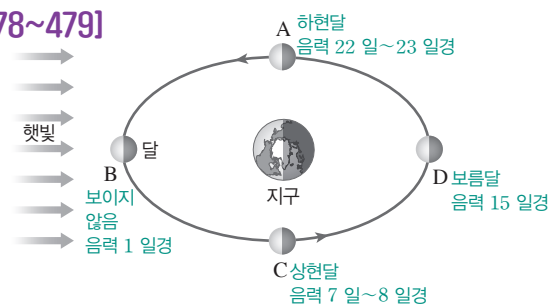 78~479]
A 하현달
음력 22 일~23 일경
햇빛
달
B
보이지
않음
음력 1 일경
지구
D 보름달
음력 15 일경
C 상현달
음력 7 일~8 일경